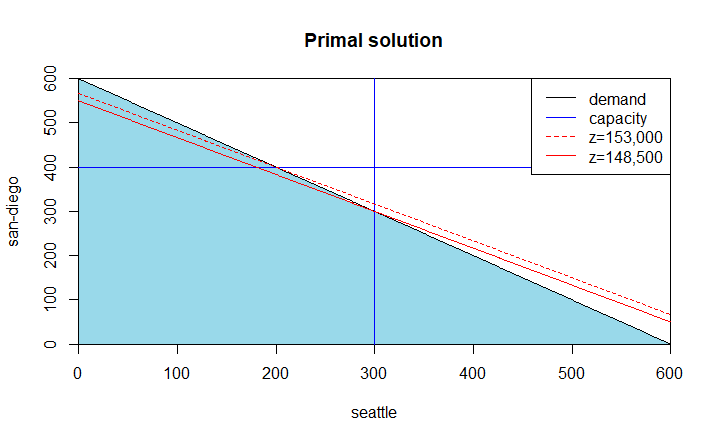 Primal solution
demand
capacity
z=153,000
z=148,500
600
500
400
300
200
100
0
san-diego
0 100 200 300 400 500 600
seattle